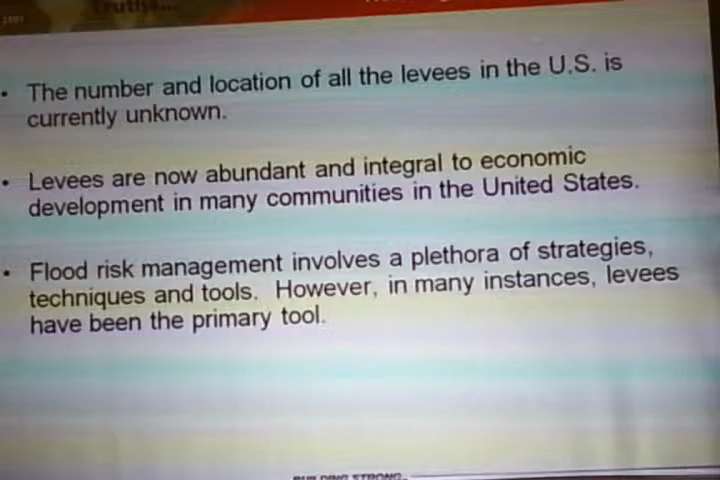 Truths...
• The number and location of all the levees in the U.S. is
currently unknown.
• Levees are now abundant and integral to economic
development in many communities in the United States.
• Flood risk management involves a plethora of strategies,
techniques and tools. However, in many instances, levees
have been the primary tool.
BUILDING STRONG